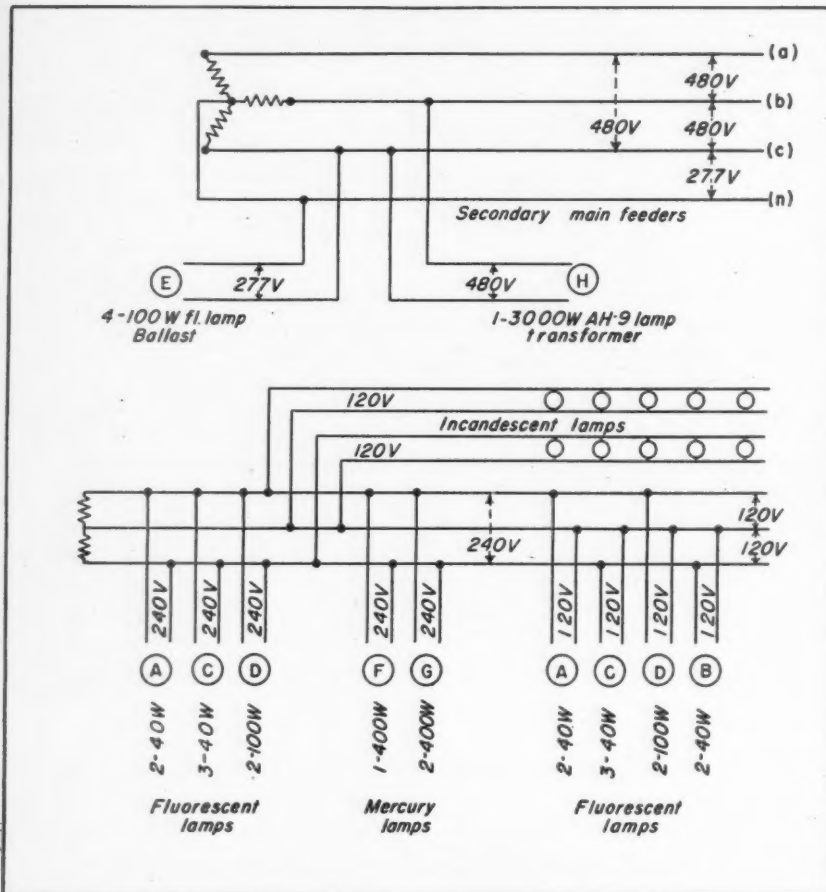 (a)
480V
(b)
480V
480V
(c)
277V
(n)
Secondary main feeders
E
277V
480V
H
4-100W fl. lamp
Ballast
1-3000W AH-9 lamp
transformer
120V
Incandescent lamps
120V
120V
240V
120V
240V
240V
240V
240V
240V
120V
120V
120V
120V
A
C
D
F
G
A
C
D
B
2-40W
3-40W
2-100W
1-400W
2-400W
2-40W
3-40W
2-100W
2-40W
Fluorescent
lamps
Mercury
lamps
Fluorescent
lamps